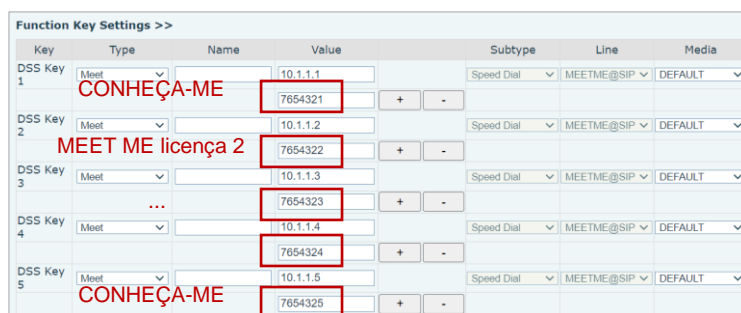 Function Key Settings >>
Key Type Name Value Subtype Line Media
DSS Key 1 Meet 10.1.1.1 Speed Dial MEETME@SIP DEFAULT
CONHEÇA-ME
7654321 + -
DSS Key 2 Meet 10.1.1.2 Speed Dial MEETME@SIP DEFAULT
MEET ME licença 2
7654322 + -
DSS Key 3 Meet 10.1.1.3 Speed Dial MEETME@SIP DEFAULT
...
7654323 + -
DSS Key 4 Meet 10.1.1.4 Speed Dial MEETME@SIP DEFAULT
7654324 + -
DSS Key 5 Meet 10.1.1.5 Speed Dial MEETME@SIP DEFAULT
CONHEÇA-ME
7654325 + -